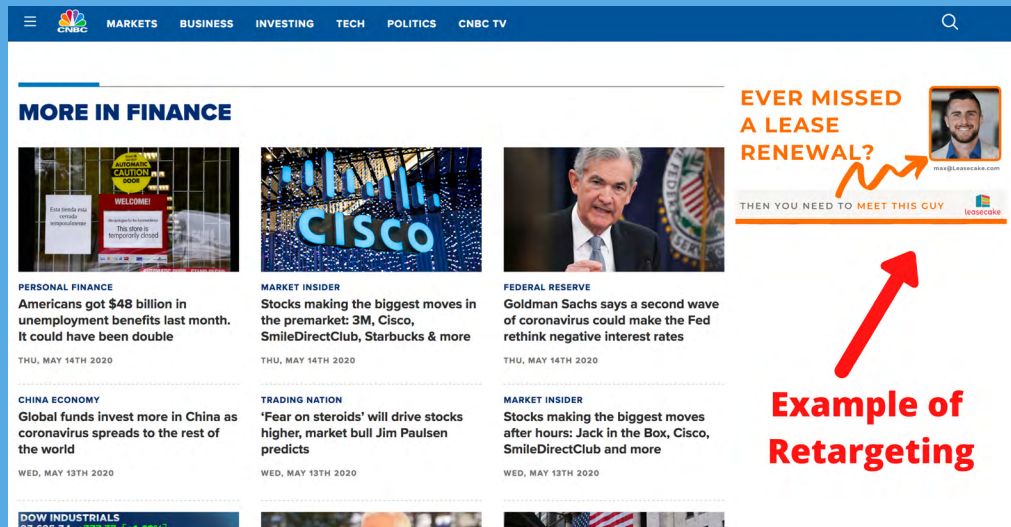 CNBC
MARKETS
BUSINESS
INVESTING
TECH
POLITICS
CNBC TV
MORE IN FINANCE
AUTOMATIC
CAUTION
DOOR
Esta tienda esta
cerrada
temporalmente
WELCOME!
This store is
temporarily closed
PERSONAL FINANCE
Americans got $48 billion in
unemployment benefits last month.
It could have been double
THU, MAY 14TH 2020
CISCO
MARKET INSIDER
Stocks making the biggest moves in
the premarket: 3M, Cisco,
SmileDirectClub, Starbucks & more
THU, MAY 14TH 2020
FEDERAL RESERVE
Goldman Sachs says a second wave
of coronavirus could make the Fed
rethink negative interest rates
THU, MAY 14TH 2020
CHINA ECONOMY
Global funds invest more in China as
coronavirus spreads to the rest of
the world
WED, MAY 13TH 2020
TRADING NATION
‘Fear on steroids’ will drive stocks
higher, market bull Jim Paulsen
predicts
WED, MAY 13TH 2020
MARKET INSIDER
Stocks making the biggest moves
after hours: Jack in the Box, Cisco,
SmileDirectClub and more
WED, MAY 13TH 2020
DOW INDUSTRIALS
EVER MISSED
A LEASE
RENEWAL?
max@Leasecake.com
THEN YOU NEED TO MEET THIS GUY
leasecake
Example of
Retargeting